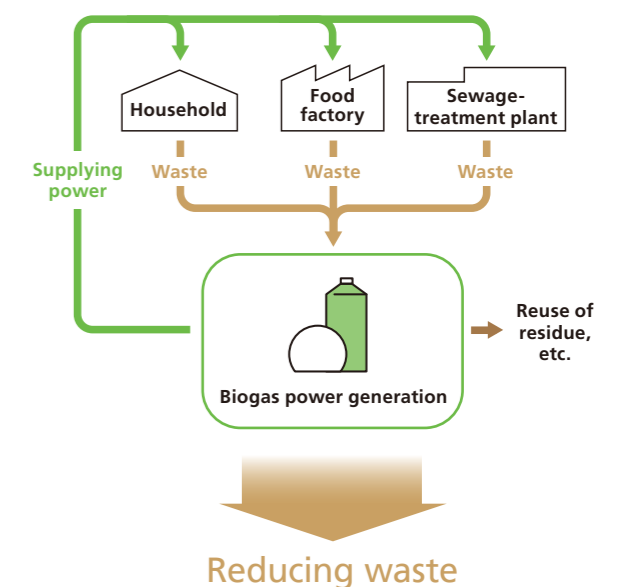 Household
Food
factory
Sewage-
treatment plant
Supplying
power
Waste
Waste
Waste
Biogas power generation
Reuse of
residue,
etc.
Reducing waste